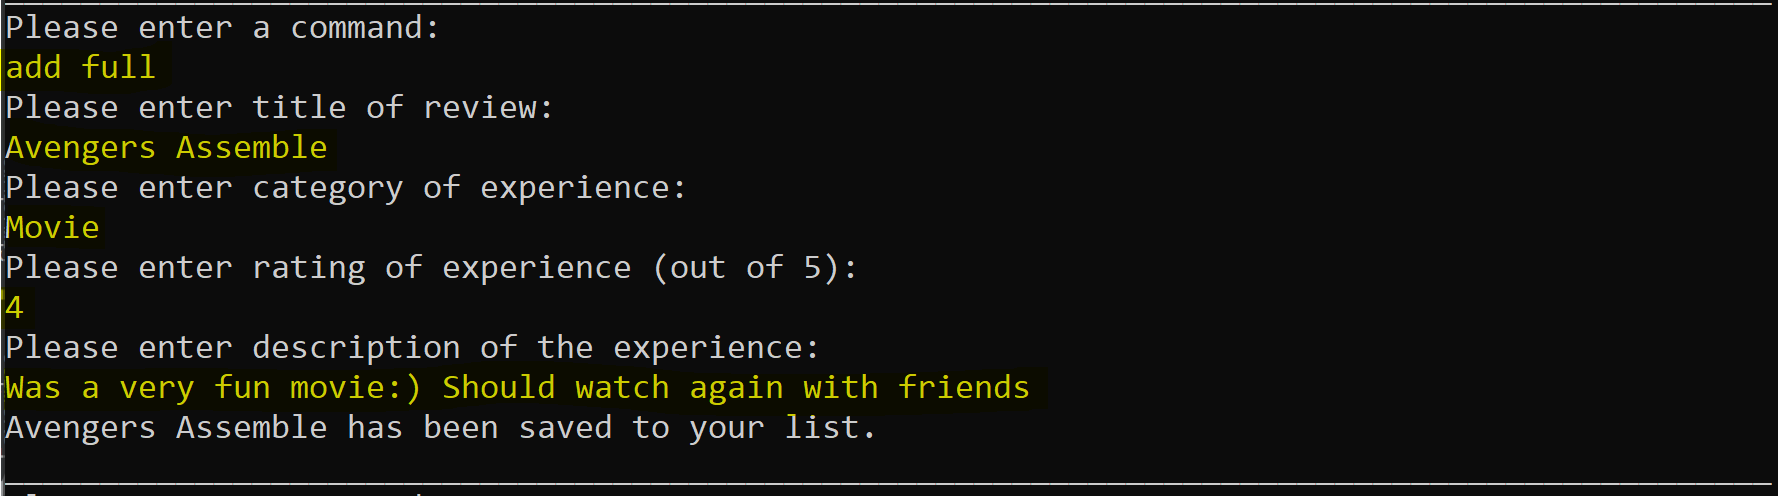 Please enter a command:
add full
Please enter title of review:
Avengers Assemble
Please enter category of experience:
Movie
Please enter rating of experience (out of 5):
4
Please enter description of the experience:
Was a very fun movie:) Should watch again with friends
Avengers Assemble has been saved to your list.